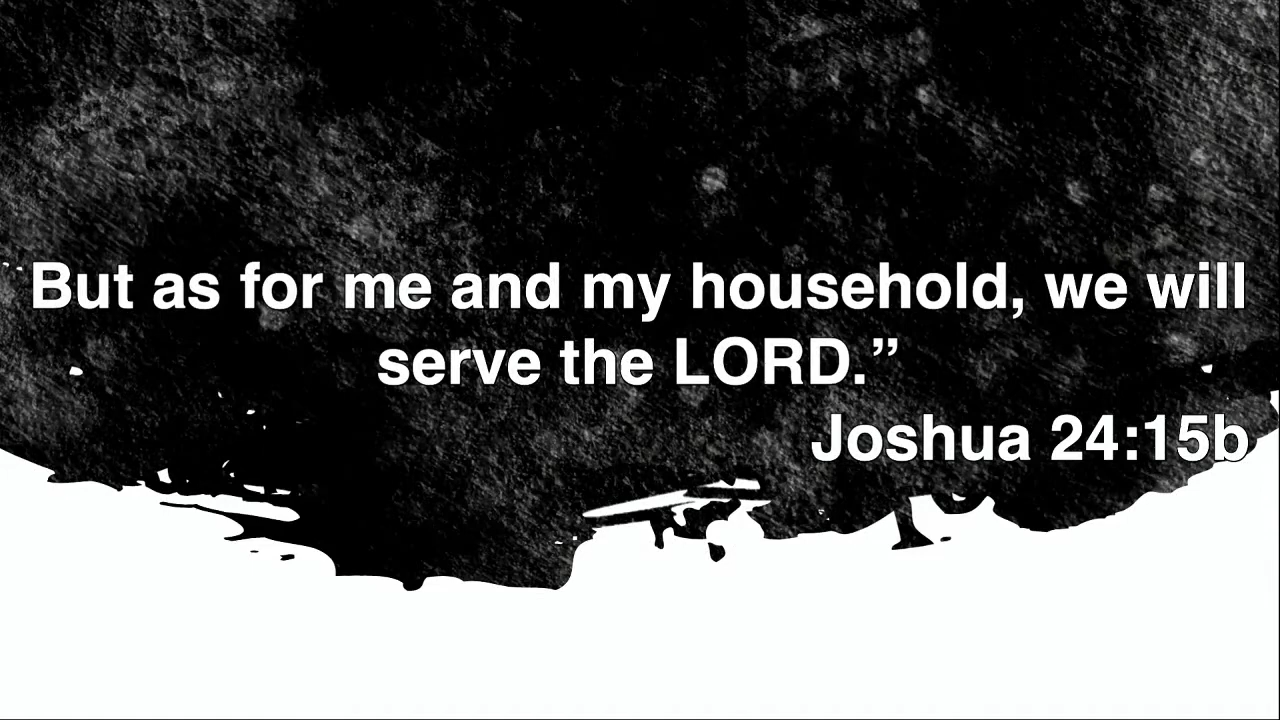 But as for me and my household, we will
serve the LORD.”
Joshua 24:15b